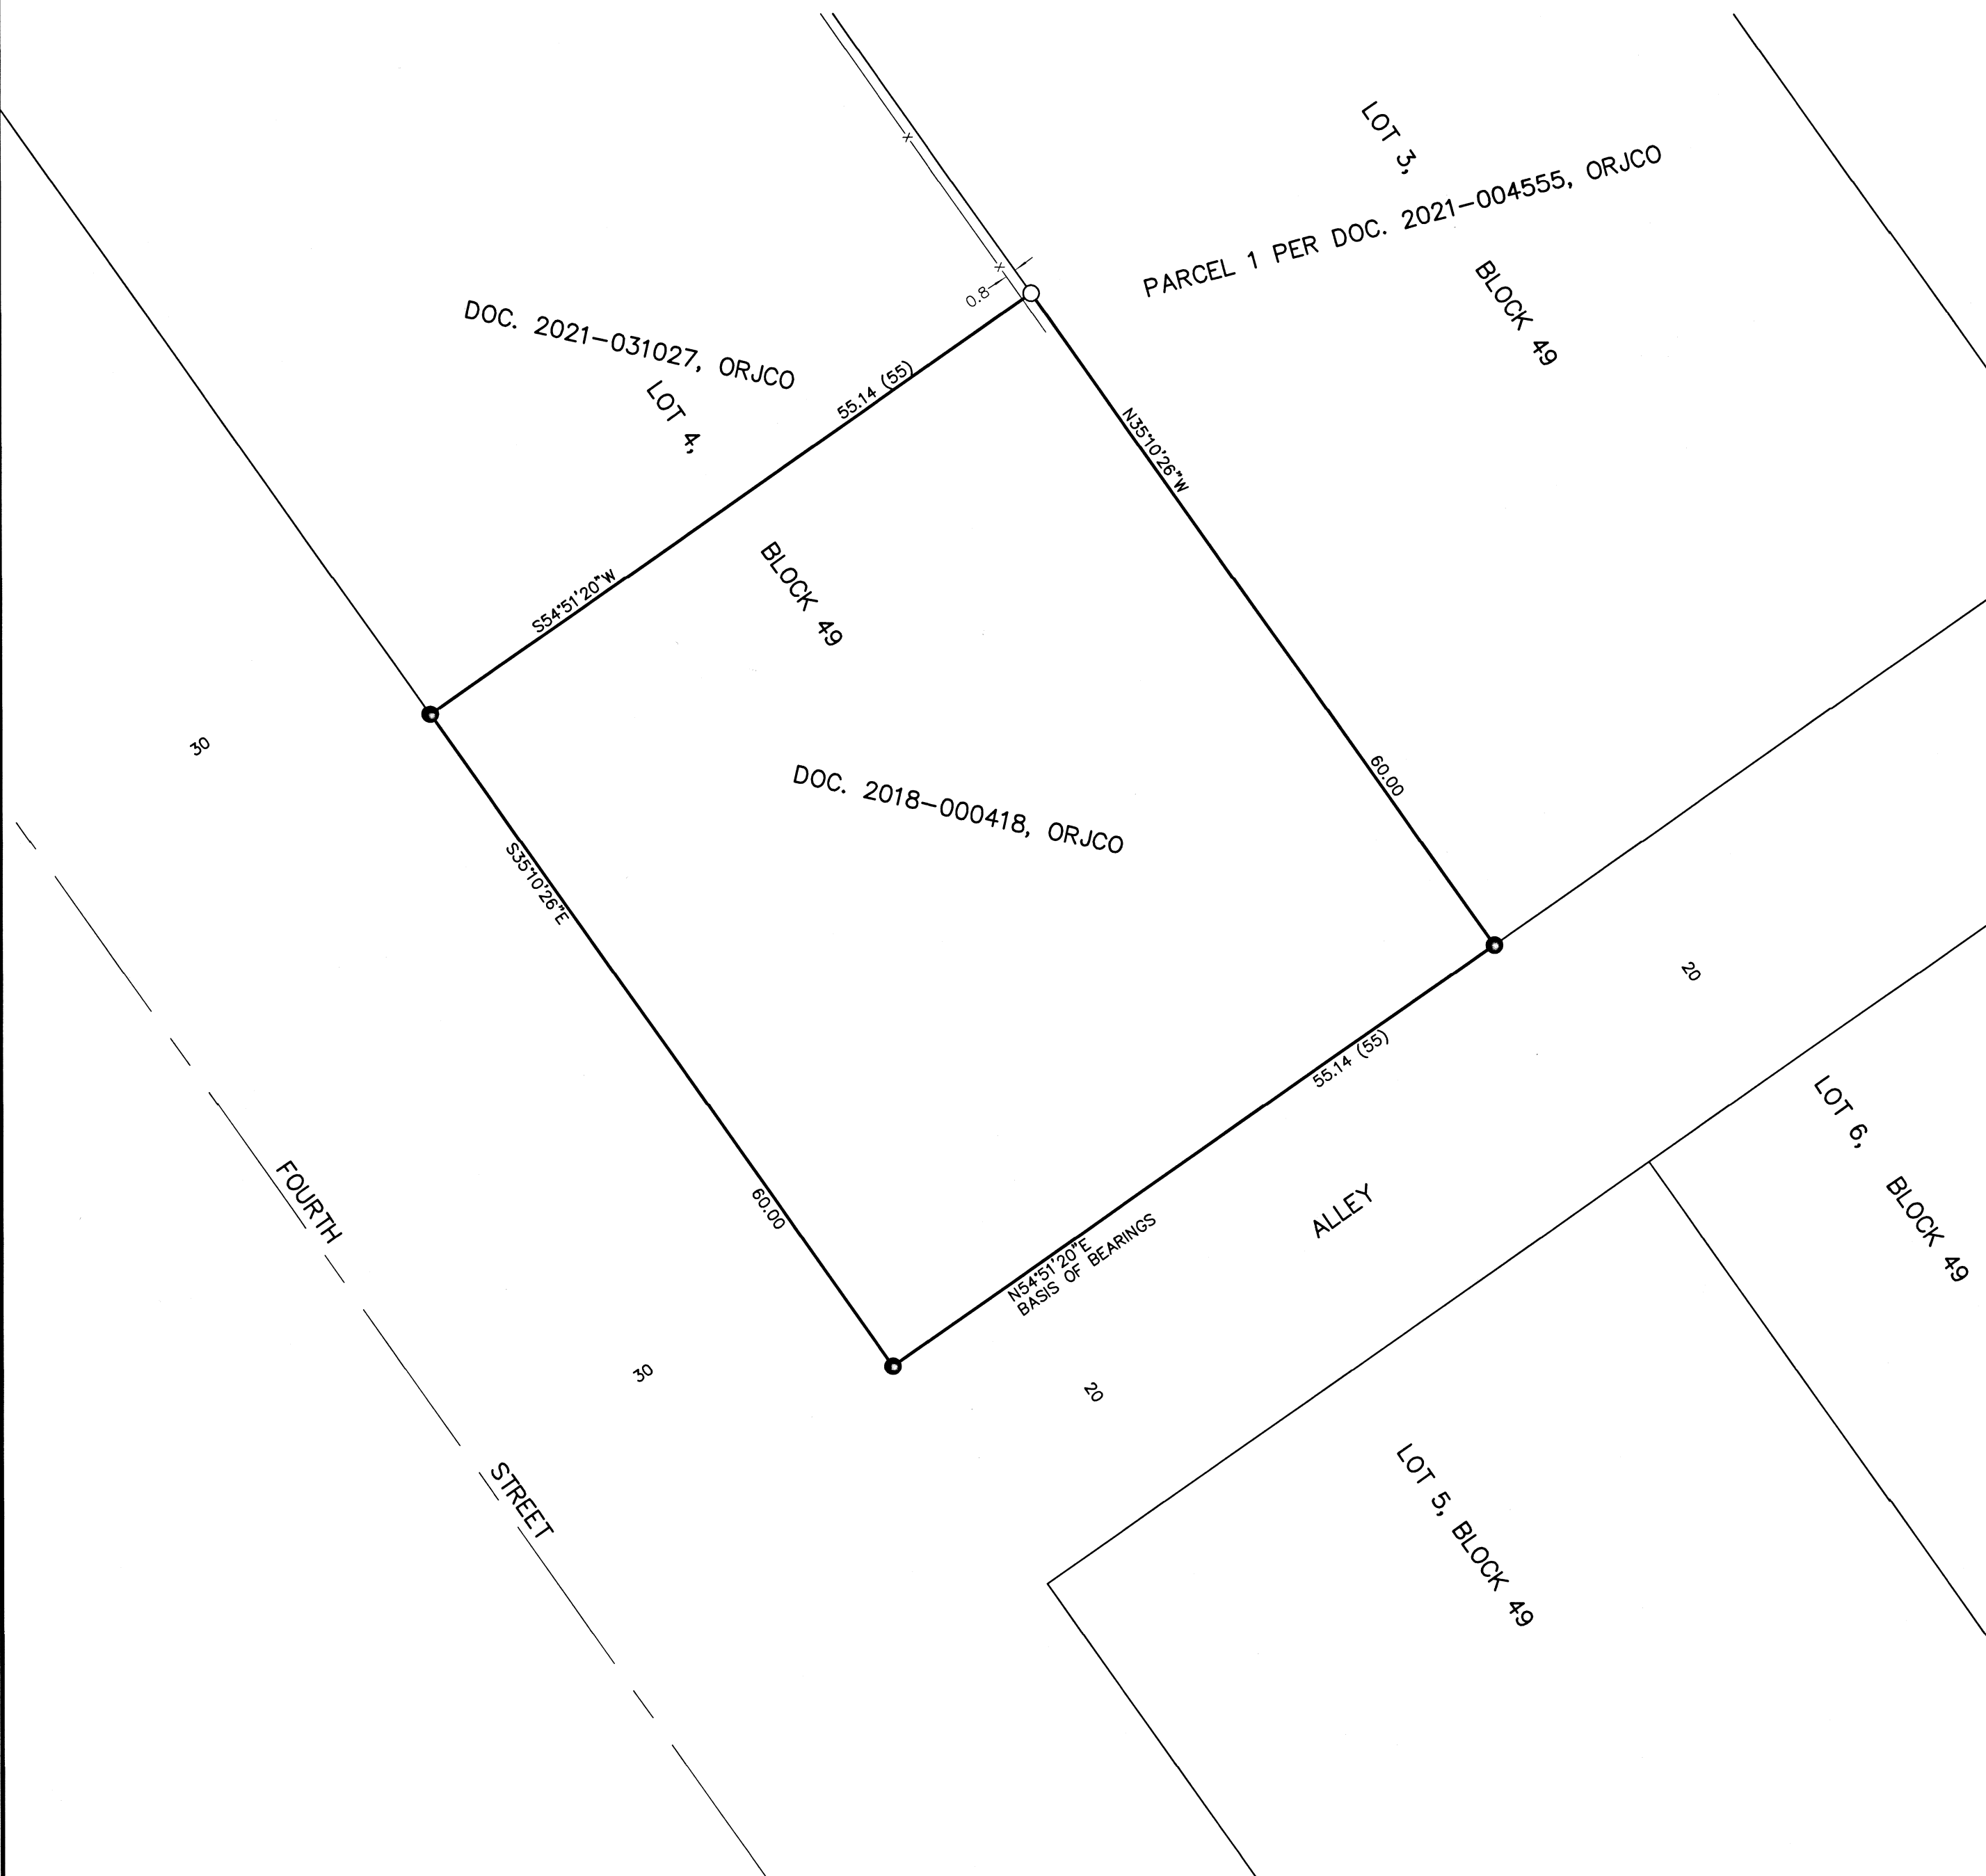 LOT 3,
PARCEL 1 PER DOC. 2021-004555, ORJCO
BLOCK 49
0.8
DOC. 2021-031027, ORJCO
LOT 4,
55.14 (55)
N35°10'26"W
S54°51'20"W
BLOCK 49
30
60.00
DOC. 2018-000418, ORJCO
S35°10'26"E
20
55.14 (55)
LOT 6,
BLOCK 49
FOURTH
60.00
ALLEY
N54°51'20"E
BASIS OF BEARINGS
30
20
STREET
LOT 5, BLOCK 49